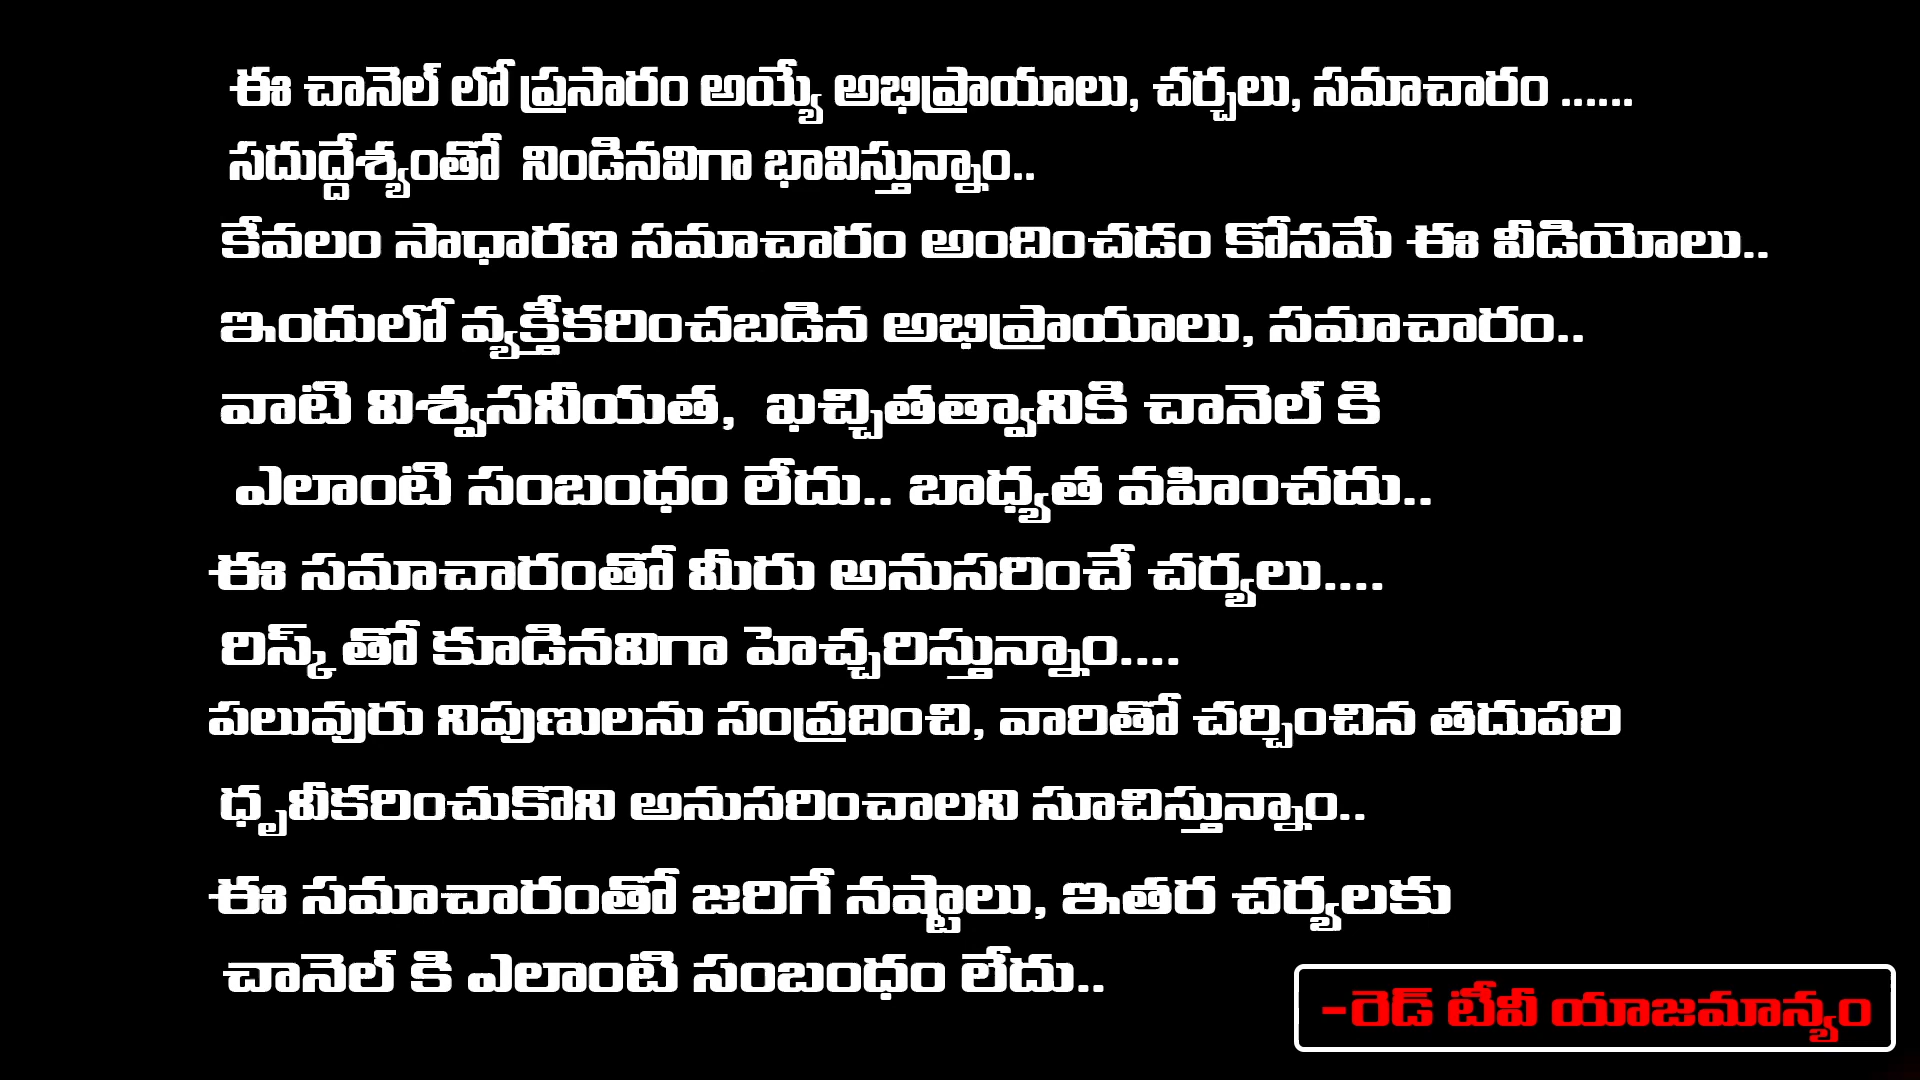 ఈ చానెల్ లో ప్రసారం అయ్యే అభిప్రాయాలు, చర్చలు, సమాచారం ......
సదుద్దేశ్యంతో నిండినవిగా భావిస్తున్నాం..
కేవలం సాధారణ సమాచారం అందించడం కోసమే ఈ వీడియోలు..
ఇందులో వ్యక్తీకరించబడిన అభిప్రాయాలు, సమాచారం..
వాటి విశ్వసనీయత, ఖచ్చితత్వానికి చానెల్ కి
ఎలాంటి సంబంధం లేదు.. బాధ్యత వహించదు..
ఈ సమాచారంతో మీరు అనుసరించే చర్యలు....
రిస్క్ తో కూడినవిగా హెచ్చరిస్తున్నాం....
పలువురు నిపుణులను సంప్రదించి, వారితో చర్చించిన తదుపరి
ధృవీకరించుకొని అనుసరించాలని సూచిస్తున్నాం..
ఈ సమాచారంతో జరిగే నష్టాలు, ఇతర చర్యలకు
చానెల్ కి ఎలాంటి సంబంధం లేదు..
-రెడ్ టీవీ యాజమాన్యం